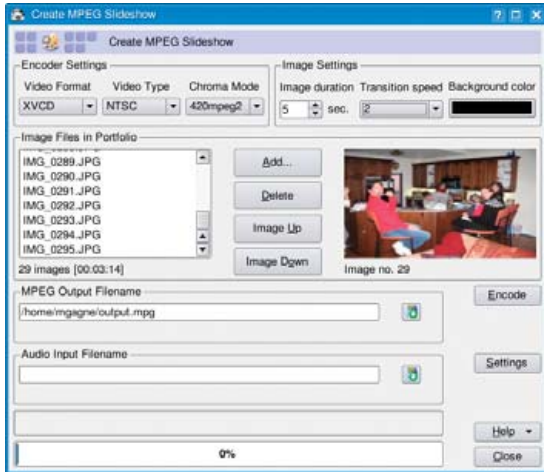 Create MPEG Slideshow
Create MPEG Slideshow
Encoder Settings
Image Settings
Video Format Video Type Chroma Mode
Image duration Transition speed Background color
XVCD NTSC 420mpeg2
5 sec. 2
Image Files in Portfolio
IMG_0289.JPG
IMG_0290.JPG
IMG_0291.JPG
IMG_0292.JPG
IMG_0293.JPG
IMG_0294.JPG
IMG_0295.JPG
Add...
Delete
Image Up
Image Down
29 images [00:03:14]
Image no. 29
MPEG Output Filename
Encode
/home/mgagne/output.mpg
Audio Input Filename
Settings
Help
0%
Close